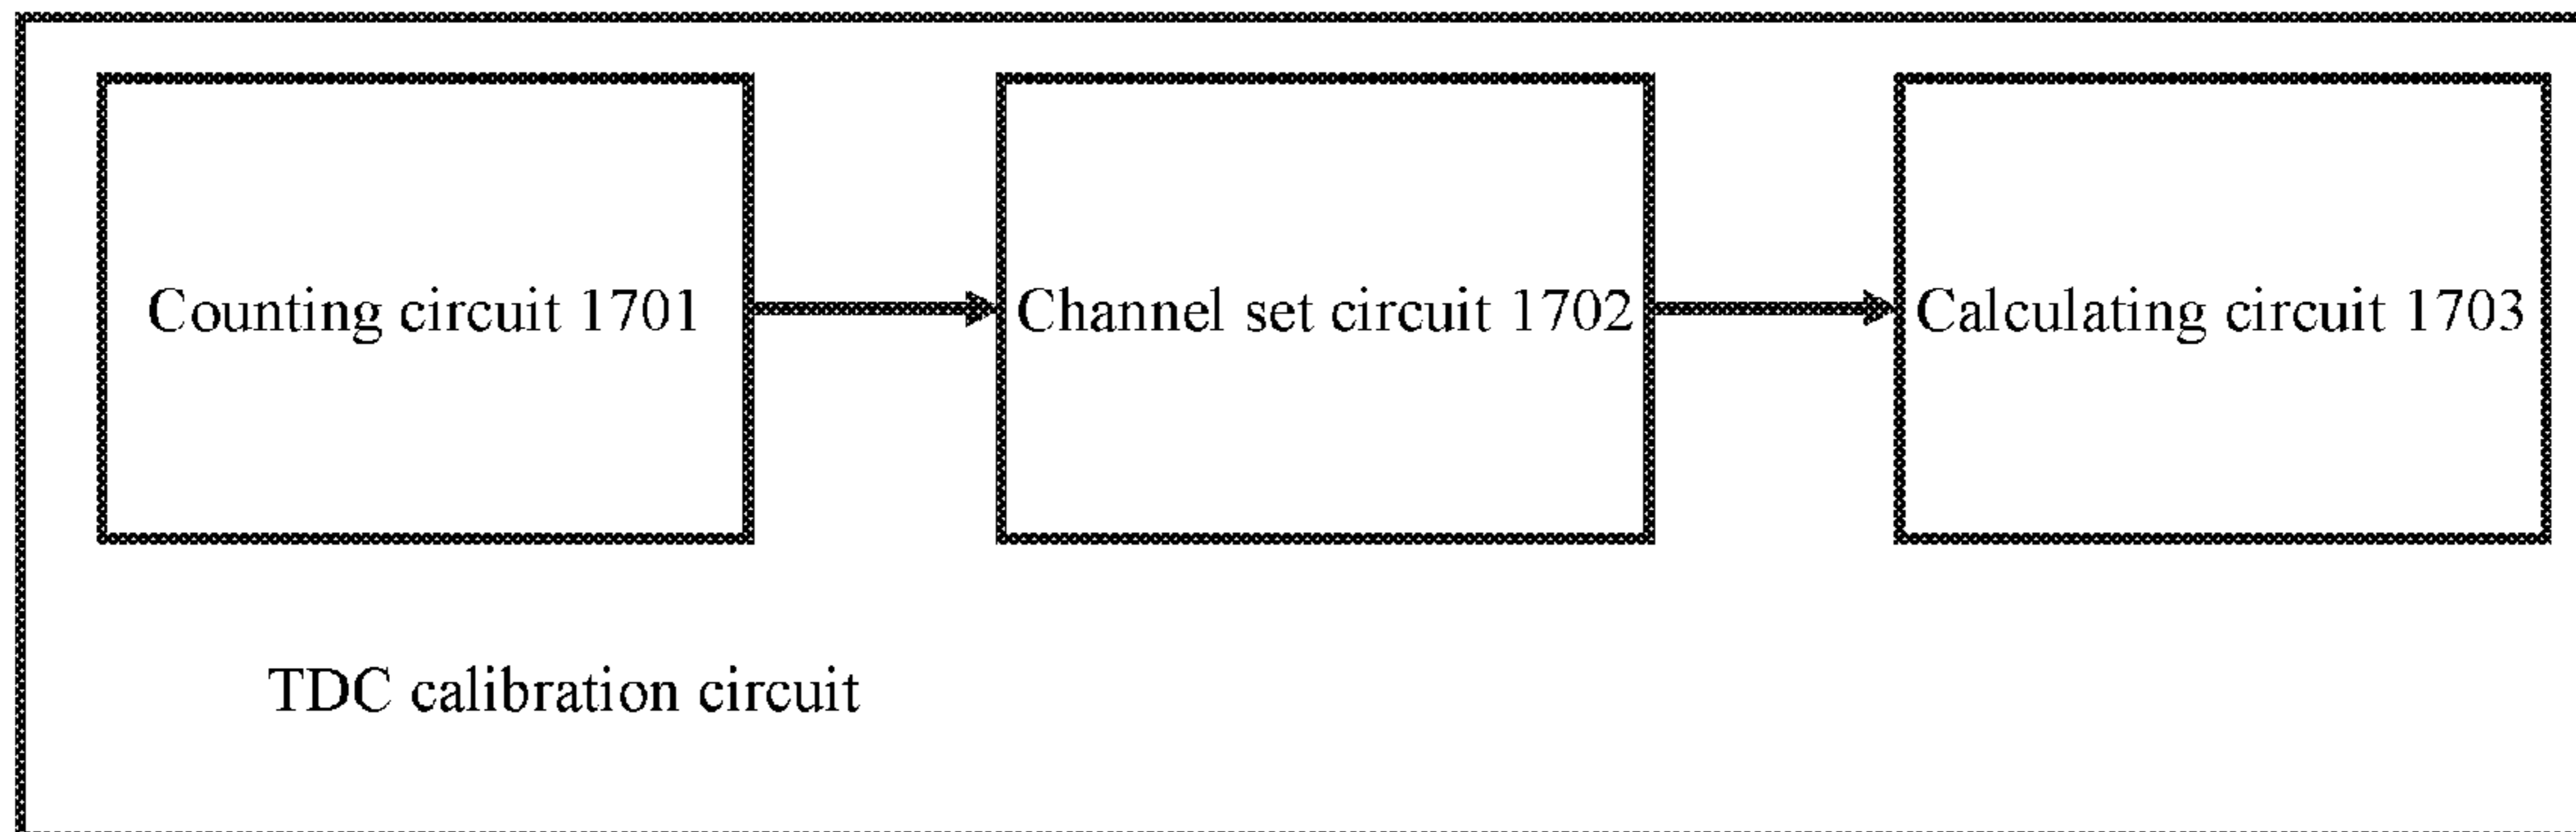 Counting circuit 1701
Channel set circuit 1702
Calculating circuit 1703
TDC calibration circuit